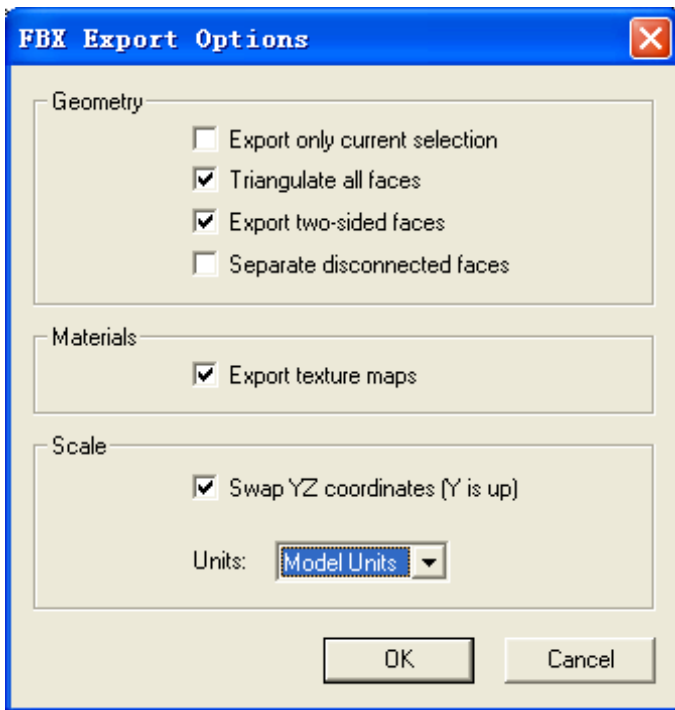 FBX Export Options
Geometry
Export only current selection
Triangulate all faces
Export two-sided faces
Separate disconnected faces
Materials
Export texture maps
Scale
Swap YZ coordinates (Y is up)
Units: Model Units
OK Cancel